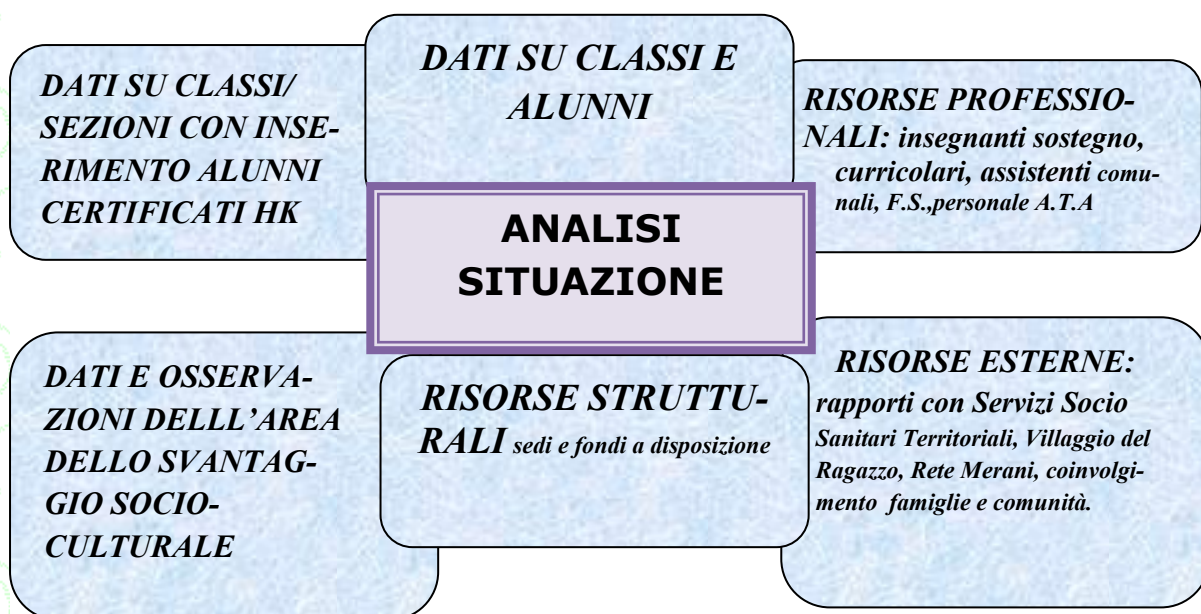 DATI SU CLASSI/
SEZIONI CON INSE-
RIMENTO ALUNNI
CERTIFICATI HK
DATI SU CLASSI E
ALUNNI
RISORSE PROFESSIO-
NALI: insegnanti sostegno,
curricolari, assistenti comu-
nali, F.S.,personale A.T.A
ANALISI
SITUAZIONE
DATI E OSSERVA-
ZIONI DELLL’AREA
DELLO SVANTAG-
GIO SOCIO-
CULTURALE
RISORSE STRUTTU-
RALI sedi e fondi a disposizione
RISORSE ESTERNE:
rapporti con Servizi Socio
Sanitari Territoriali, Villaggio del
Ragazzo, Rete Merani, coinvolgi-
mento famiglie e comunità.